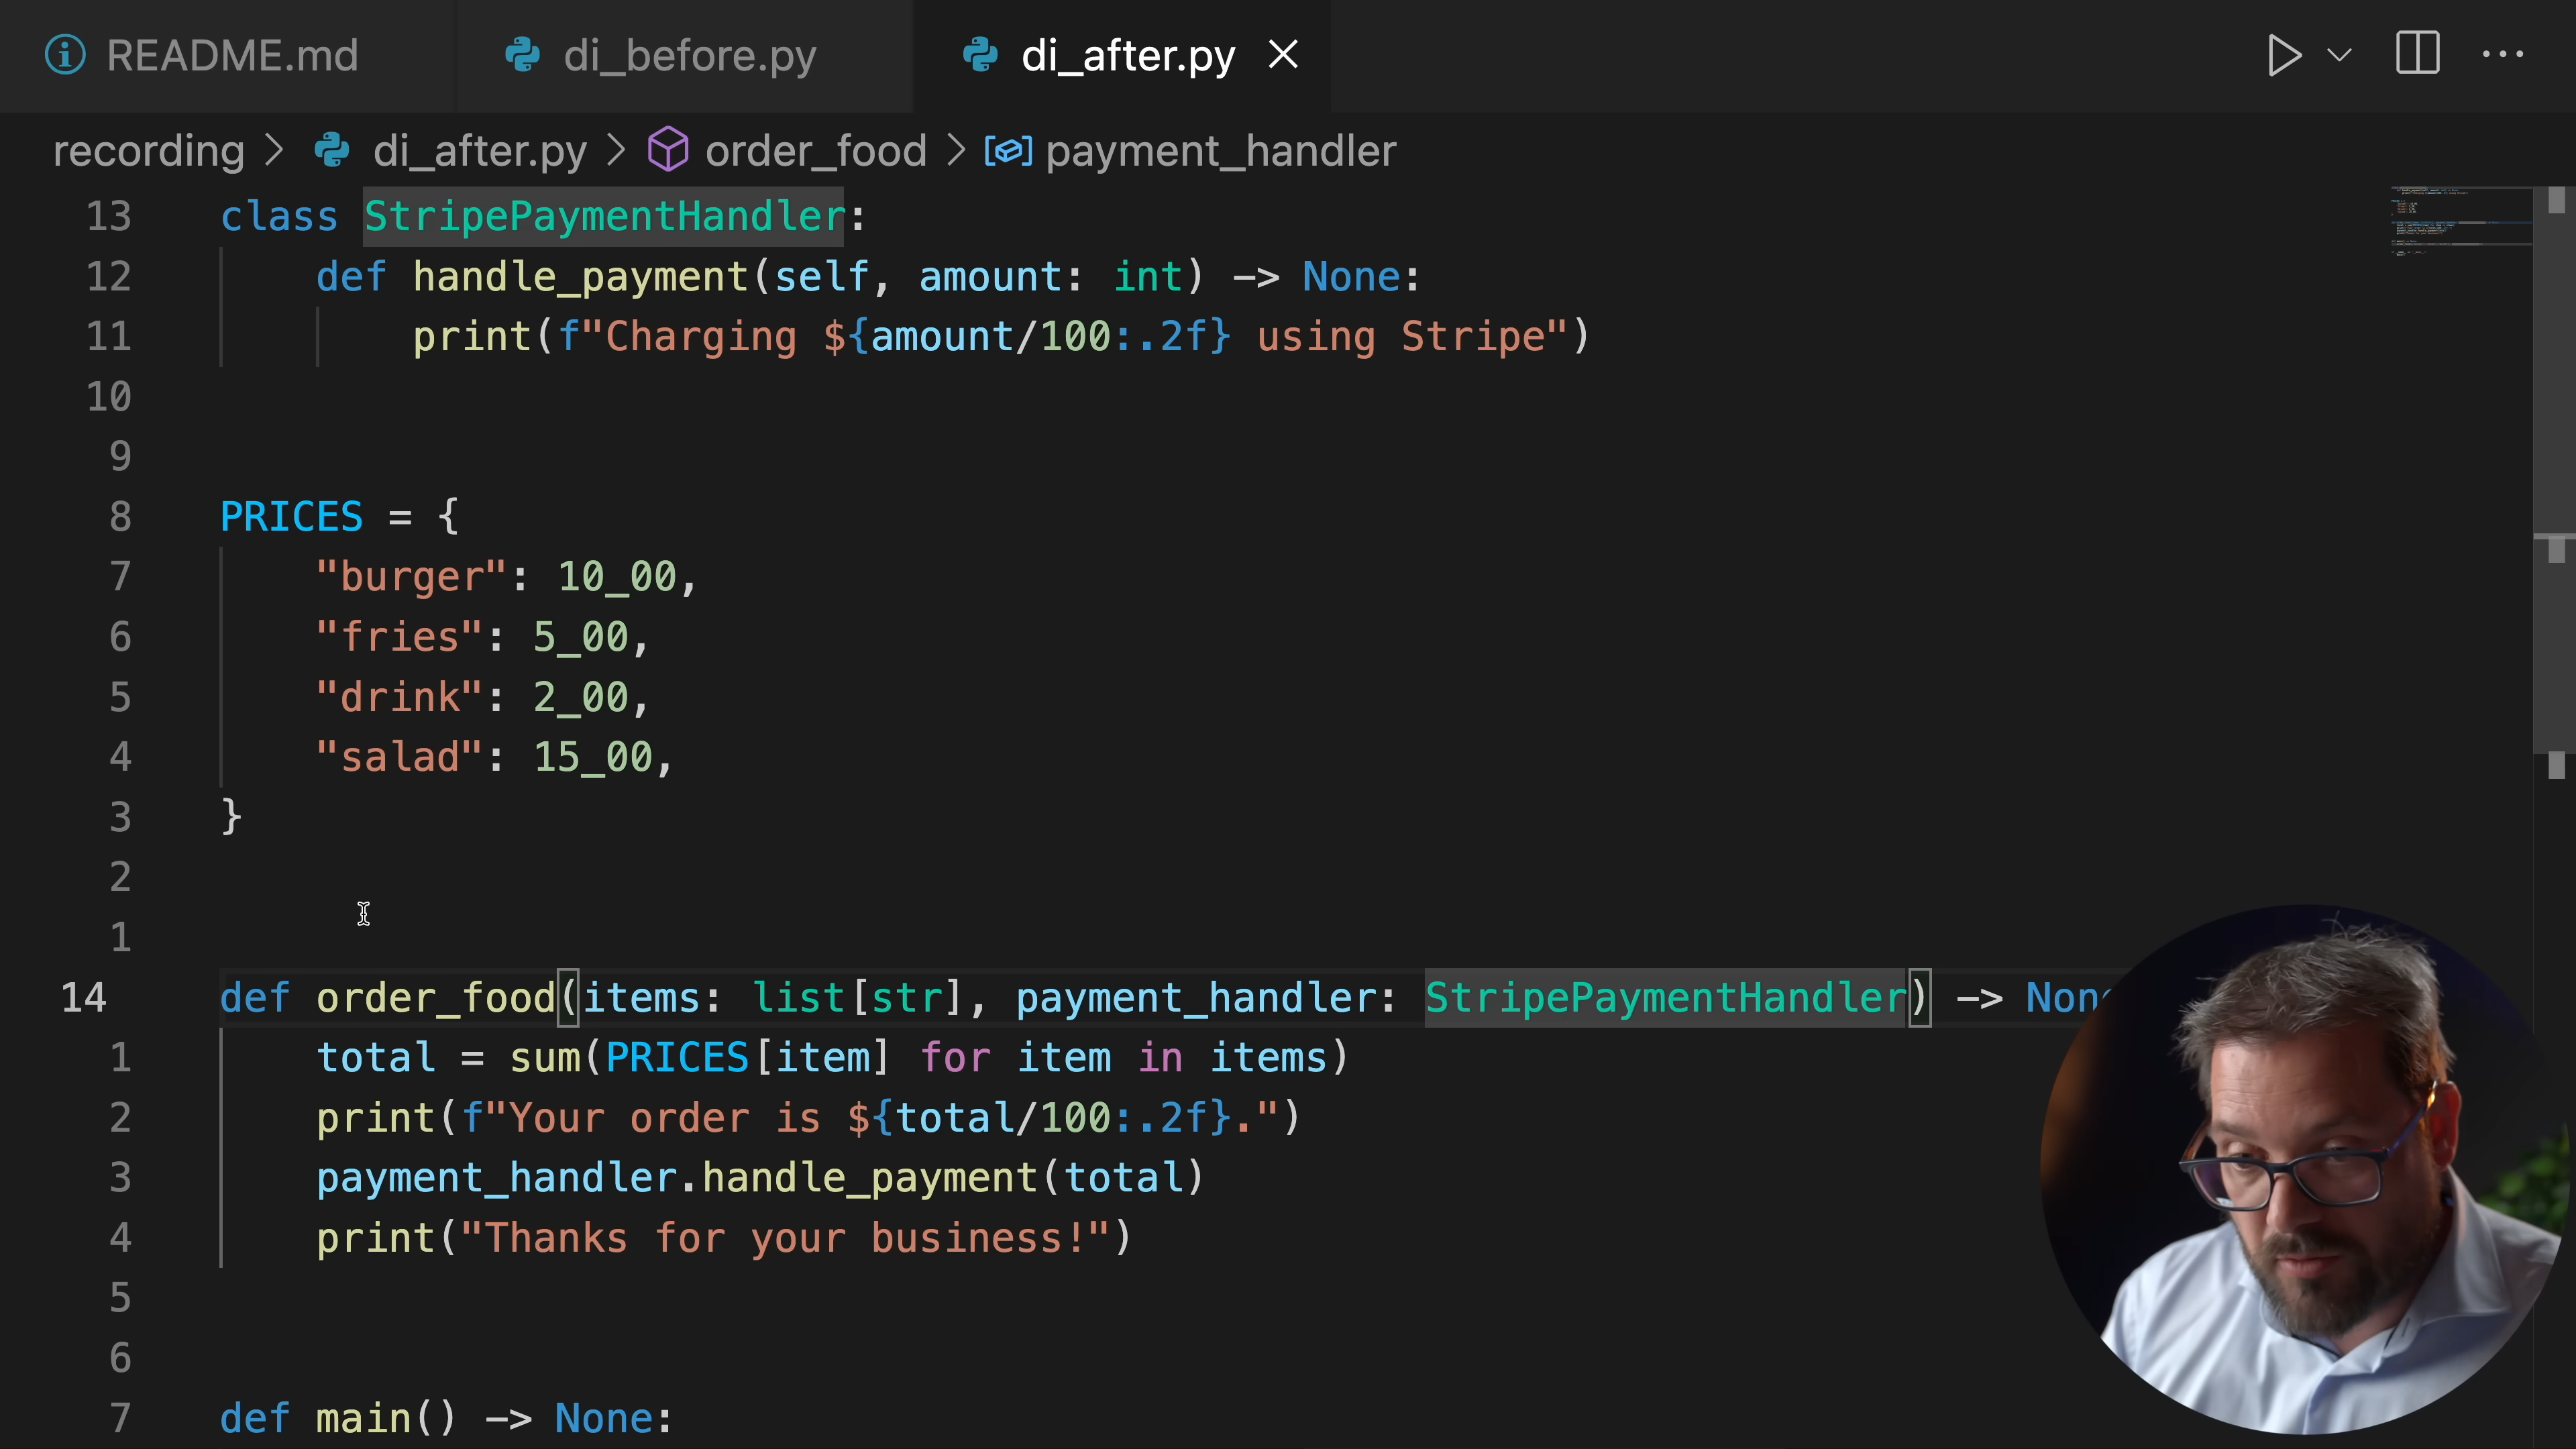 README.md di_before.py di_after.py
recording > di_after.py > order_food > payment_handler
13 class StripePaymentHandler:
12 def handle_payment(self, amount: int) -> None:
11 print(f"Charging ${amount/100:.2f} using Stripe")
10
9
8 PRICES = {
7 "burger": 10_00,
6 "fries": 5_00,
5 "drink": 2_00,
4 "salad": 15_00,
3 }
2
1
14 def order_food(items: list[str], payment_handler: StripePaymentHandler) -> None
1 total = sum(PRICES[item] for item in items)
2 print(f"Your order is ${total/100:.2f}.")
3 payment_handler.handle_payment(total)
4 print("Thanks for your business!")
5
6
7 def main() -> None: